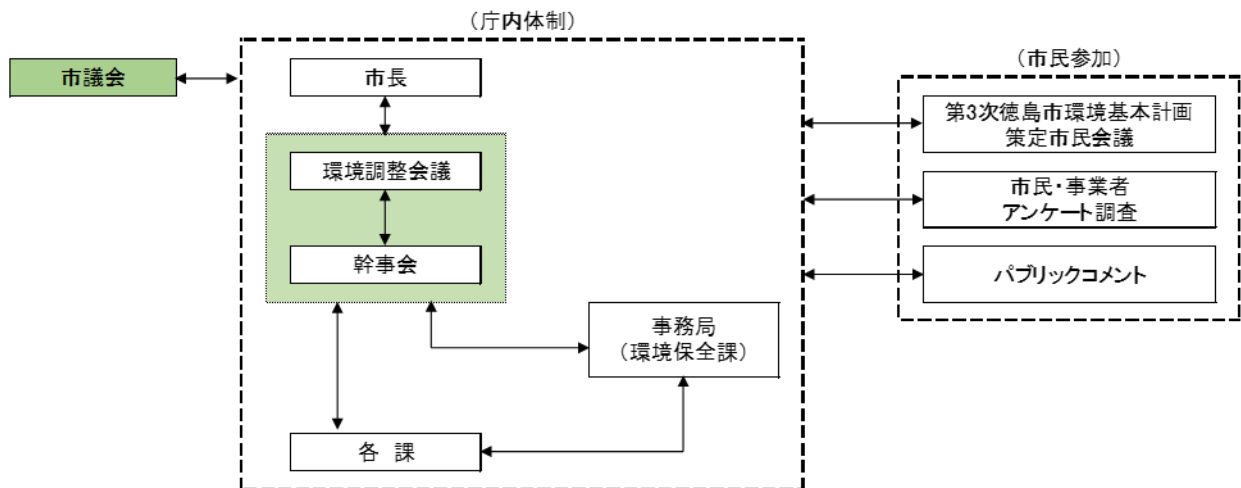 （庁内体制）
市議会
市長
環境調整会議
幹事会
事務局
（環境保全課）
各 課
（市民参加）
第3次徳島市環境基本計画
策定市民会議
市民・事業者
アンケート調査
パブリックコメント